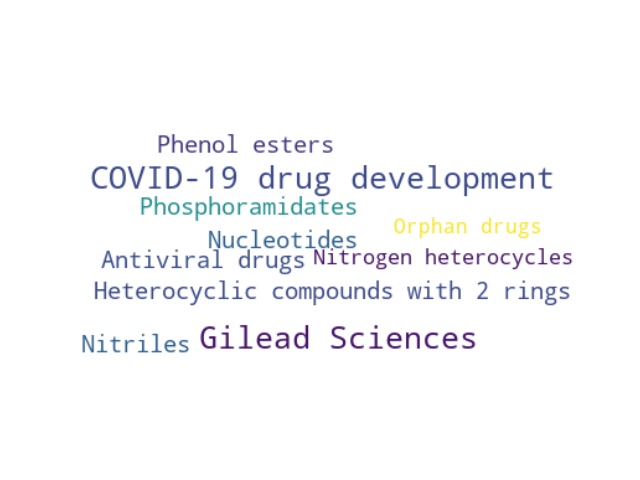 Phenol esters
COVID-19 drug development
Phosphoramidates
Orphan drugs
Nucleotides
Antiviral drugs
Nitrogen heterocycles
Heterocyclic compounds with 2 rings
Gilead Sciences
Nitriles